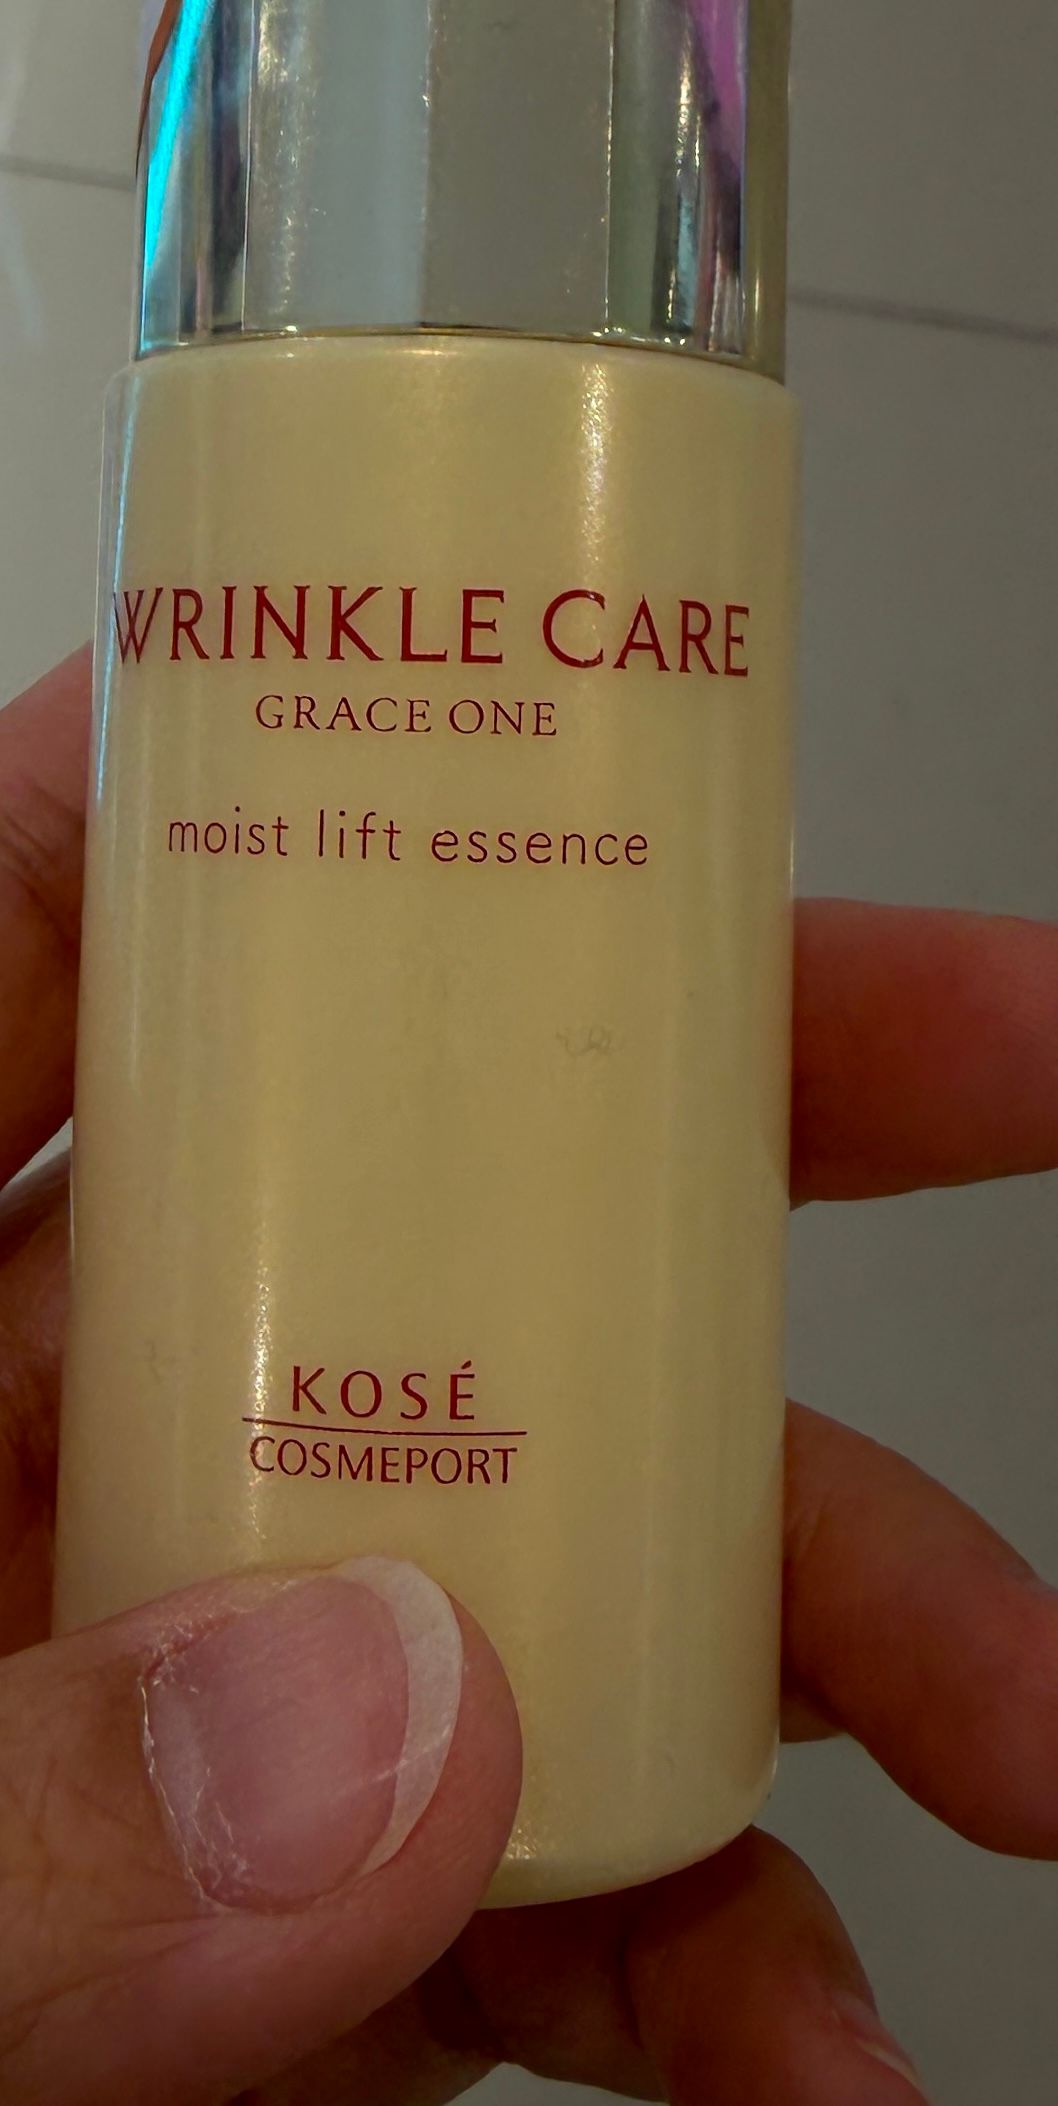 WRINKLE CARE
GRACE ONE
moist lift essence
KOSÉ
COSMEPORT